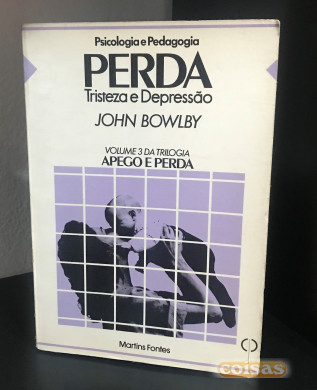 Psicologia e Pedagogia
PERDA
Tristeza e Depressão
JOHN BOWLBY
VOLUME 3 DA TRILOGIA
APEGO E PERDA
Martins Fontes
coisas